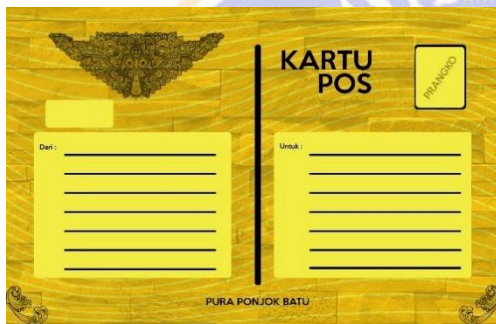 KARTU
POS
PRANGKO
Dari :
Untuk :
PURA PONJOK BATU